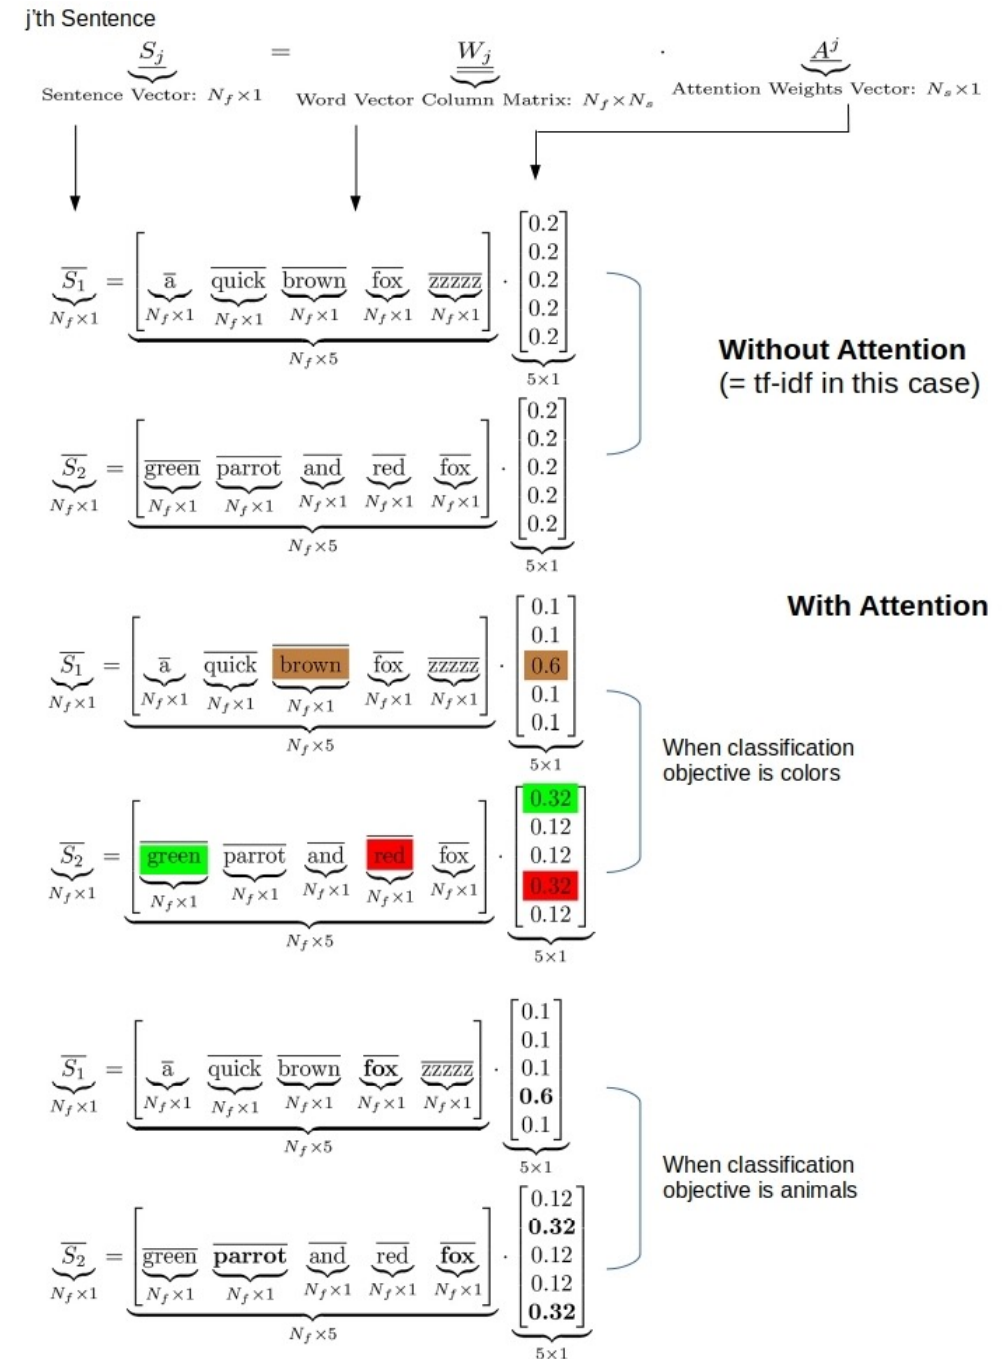 j'th Sentence
S_j = W_j · A^j
Sentence Vector: N_f×1
Word Vector Column Matrix: N_f×N_s
Attention Weights Vector: N_s×1
S_1 = [ a quick brown fox zzzzz ] ·
0.2
0.2
0.2
0.2
0.2
N_f×1 N_f×1 N_f×1 N_f×1 N_f×1 N_f×1
N_f×5
5×1
Without Attention
(= tf-idf in this case)
S_2 = [ green parrot and red fox ] ·
0.2
0.2
0.2
0.2
0.2
N_f×1 N_f×1 N_f×1 N_f×1 N_f×1 N_f×1
N_f×5
5×1
With Attention
S_1 = [ a quick brown fox zzzzz ] ·
0.1
0.1
0.6
0.1
0.1
N_f×1 N_f×1 N_f×1 N_f×1 N_f×1 N_f×1
N_f×5
5×1
When classification
objective is colors
S_2 = [ green parrot and red fox ] ·
0.32
0.12
0.12
0.32
0.12
N_f×1 N_f×1 N_f×1 N_f×1 N_f×1 N_f×1
N_f×5
5×1
S_1 = [ a quick brown fox zzzzz ] ·
0.1
0.1
0.1
0.6
0.1
N_f×1 N_f×1 N_f×1 N_f×1 N_f×1 N_f×1
N_f×5
5×1
When classification
objective is animals
S_2 = [ green parrot and red fox ] ·
0.12
0.32
0.12
0.12
0.32
N_f×1 N_f×1 N_f×1 N_f×1 N_f×1 N_f×1
N_f×5
5×1